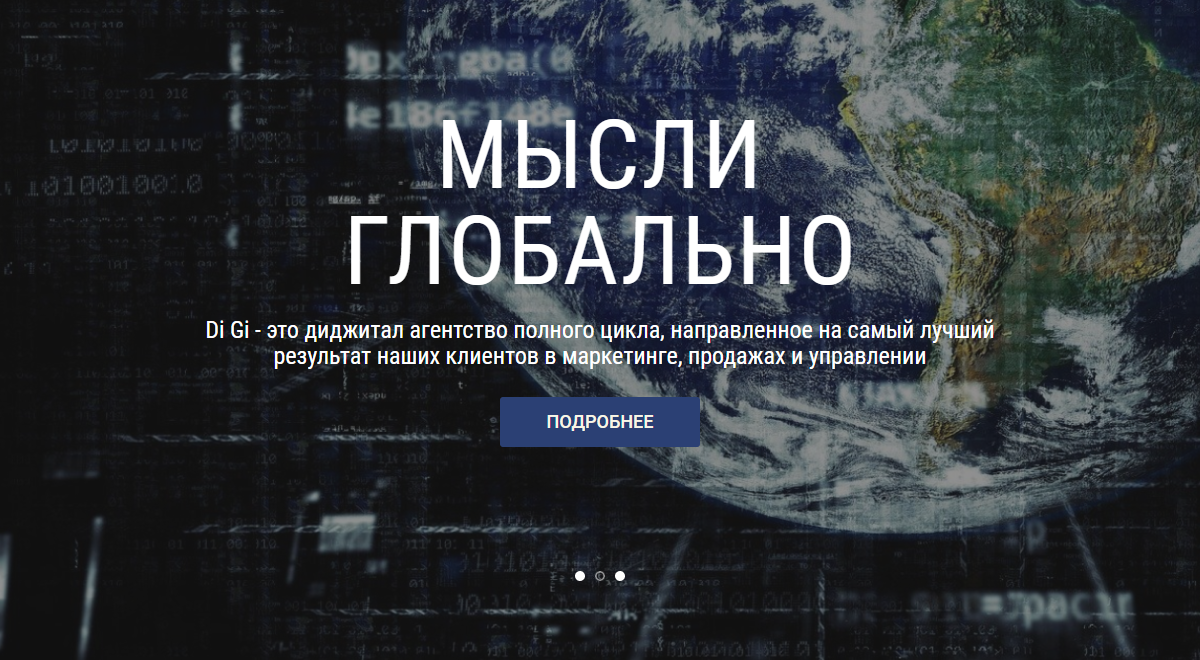 МЫСЛИ
ГЛОБАЛЬНО
Di Gi - это диджитал агентство полного цикла, направленное на самый лучший
результат наших клиентов в маркетинге, продажах и управлении
ПОДРОБНЕЕ